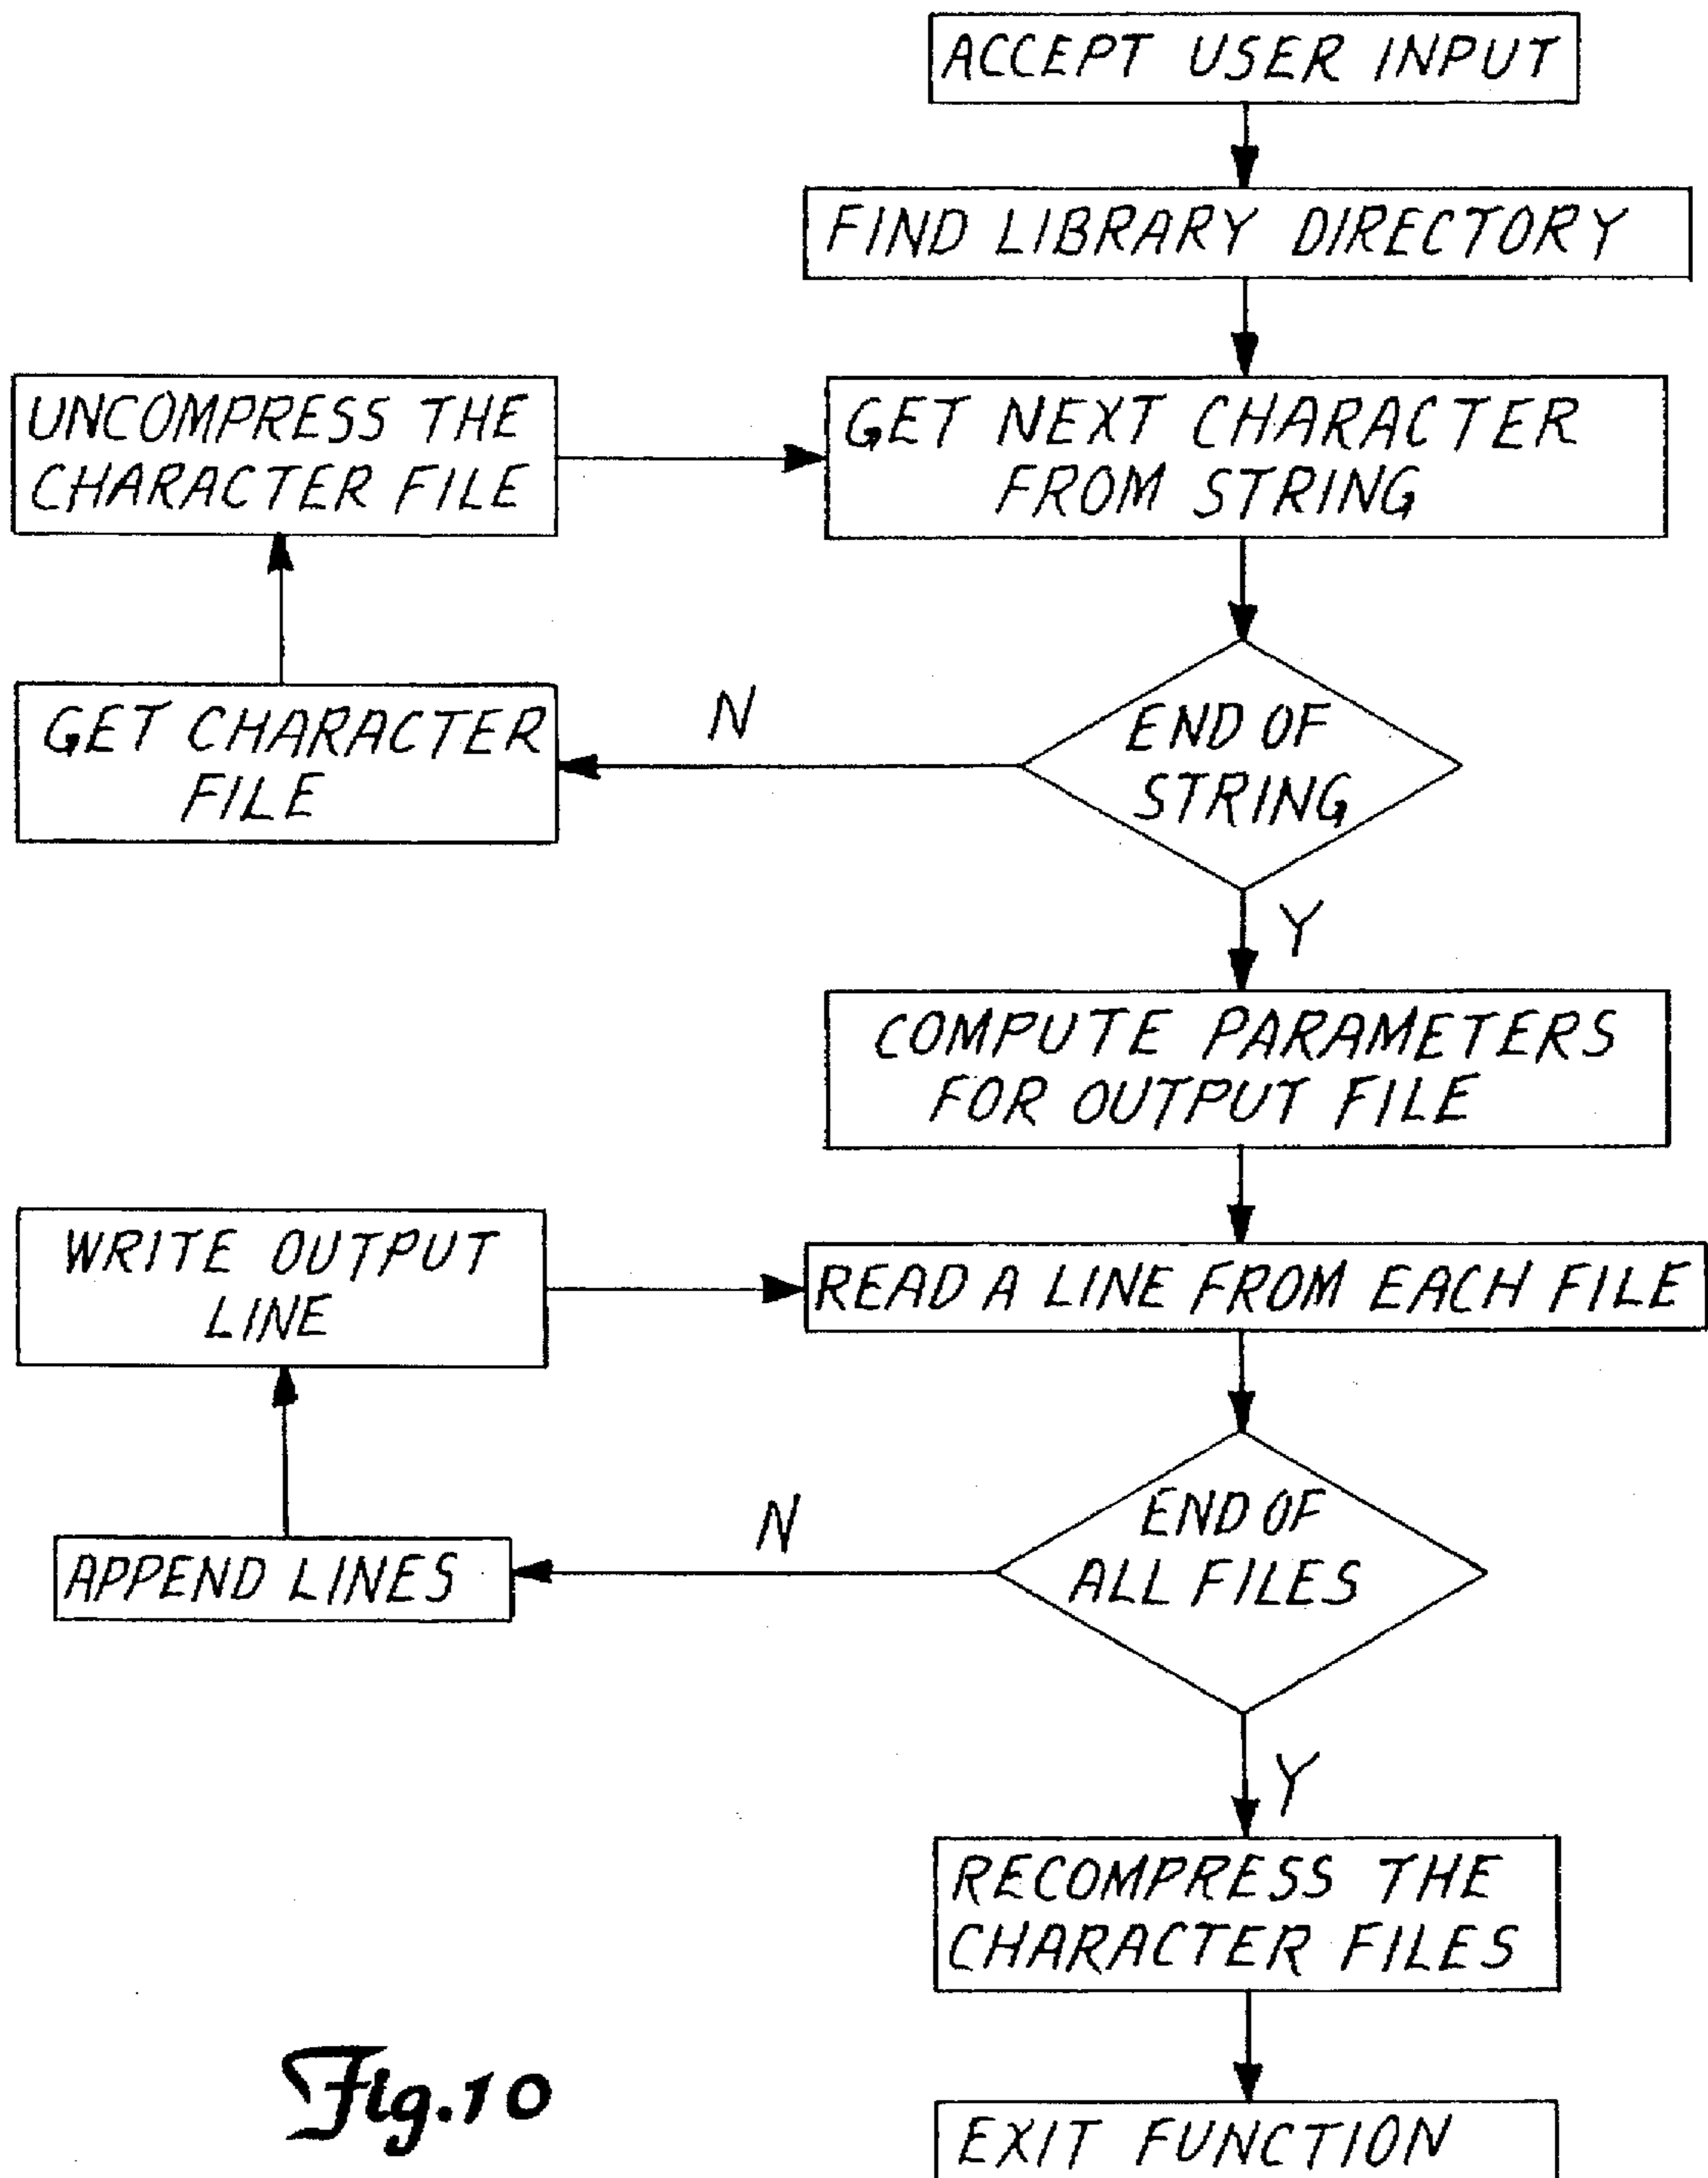 ACCEPT USER INPUT
FIND LIBRARY DIRECTORY
UNCOMPRESS THE
CHARACTER FILE
GET NEXT CHARACTER
FROM STRING
GET CHARACTER
FILE
N
END OF
STRING
Y
COMPUTE PARAMETERS
FOR OUTPUT FILE
WRITE OUTPUT
LINE
READ A LINE FROM EACH FILE
APPEND LINES
N
END OF
ALL FILES
Y
RECOMPRESS THE
CHARACTER FILES
EXIT FUNCTION
Fig.10